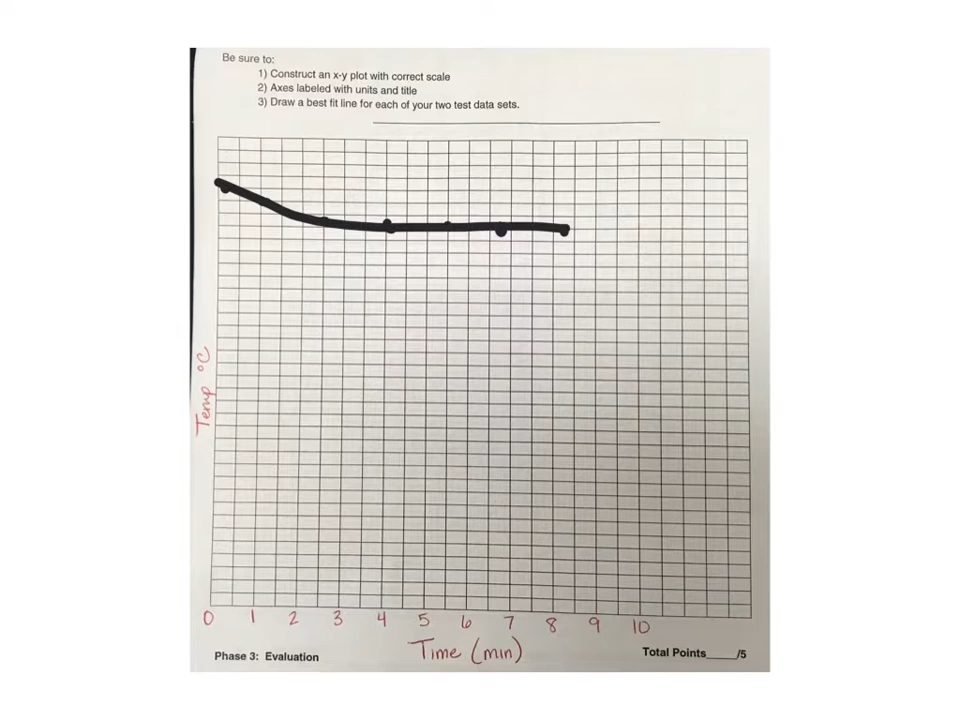 Be sure to:
1) Construct an x-y plot with correct scale
2) Axes labeled with units and title
3) Draw a best fit line for each of your two test data sets.
Temp °C
0 1 2 3 4 5 6 7 8 9 10
Time (min)
Phase 3: Evaluation
Total Points_____/5